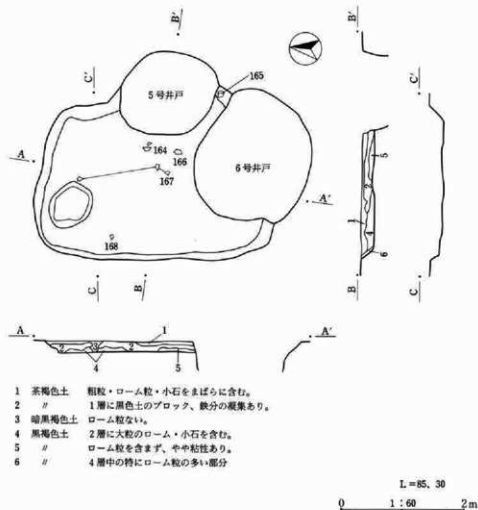 B′
B′
C′
C′
5号井戸
165
164
166
167
6号井戸
168
A
A′
5
2
3
4
6
C
B
B
C
A
1
A′
2
3
2
4
5
1 茶褐色土 粗粒・ローム粒・小石をまばらに含む。
2 〃 1層に黒色土のブロック、鉄分の凝集あり。
3 暗黒褐色土 ローム粒ない。
4 黒褐色土 2層に大粒のローム・小石を含む。
5 〃 ローム粒を含まず、やや粘性あり。
6 〃 4層中の特にローム粒の多い部分
L=85、30
0 1:60 2m